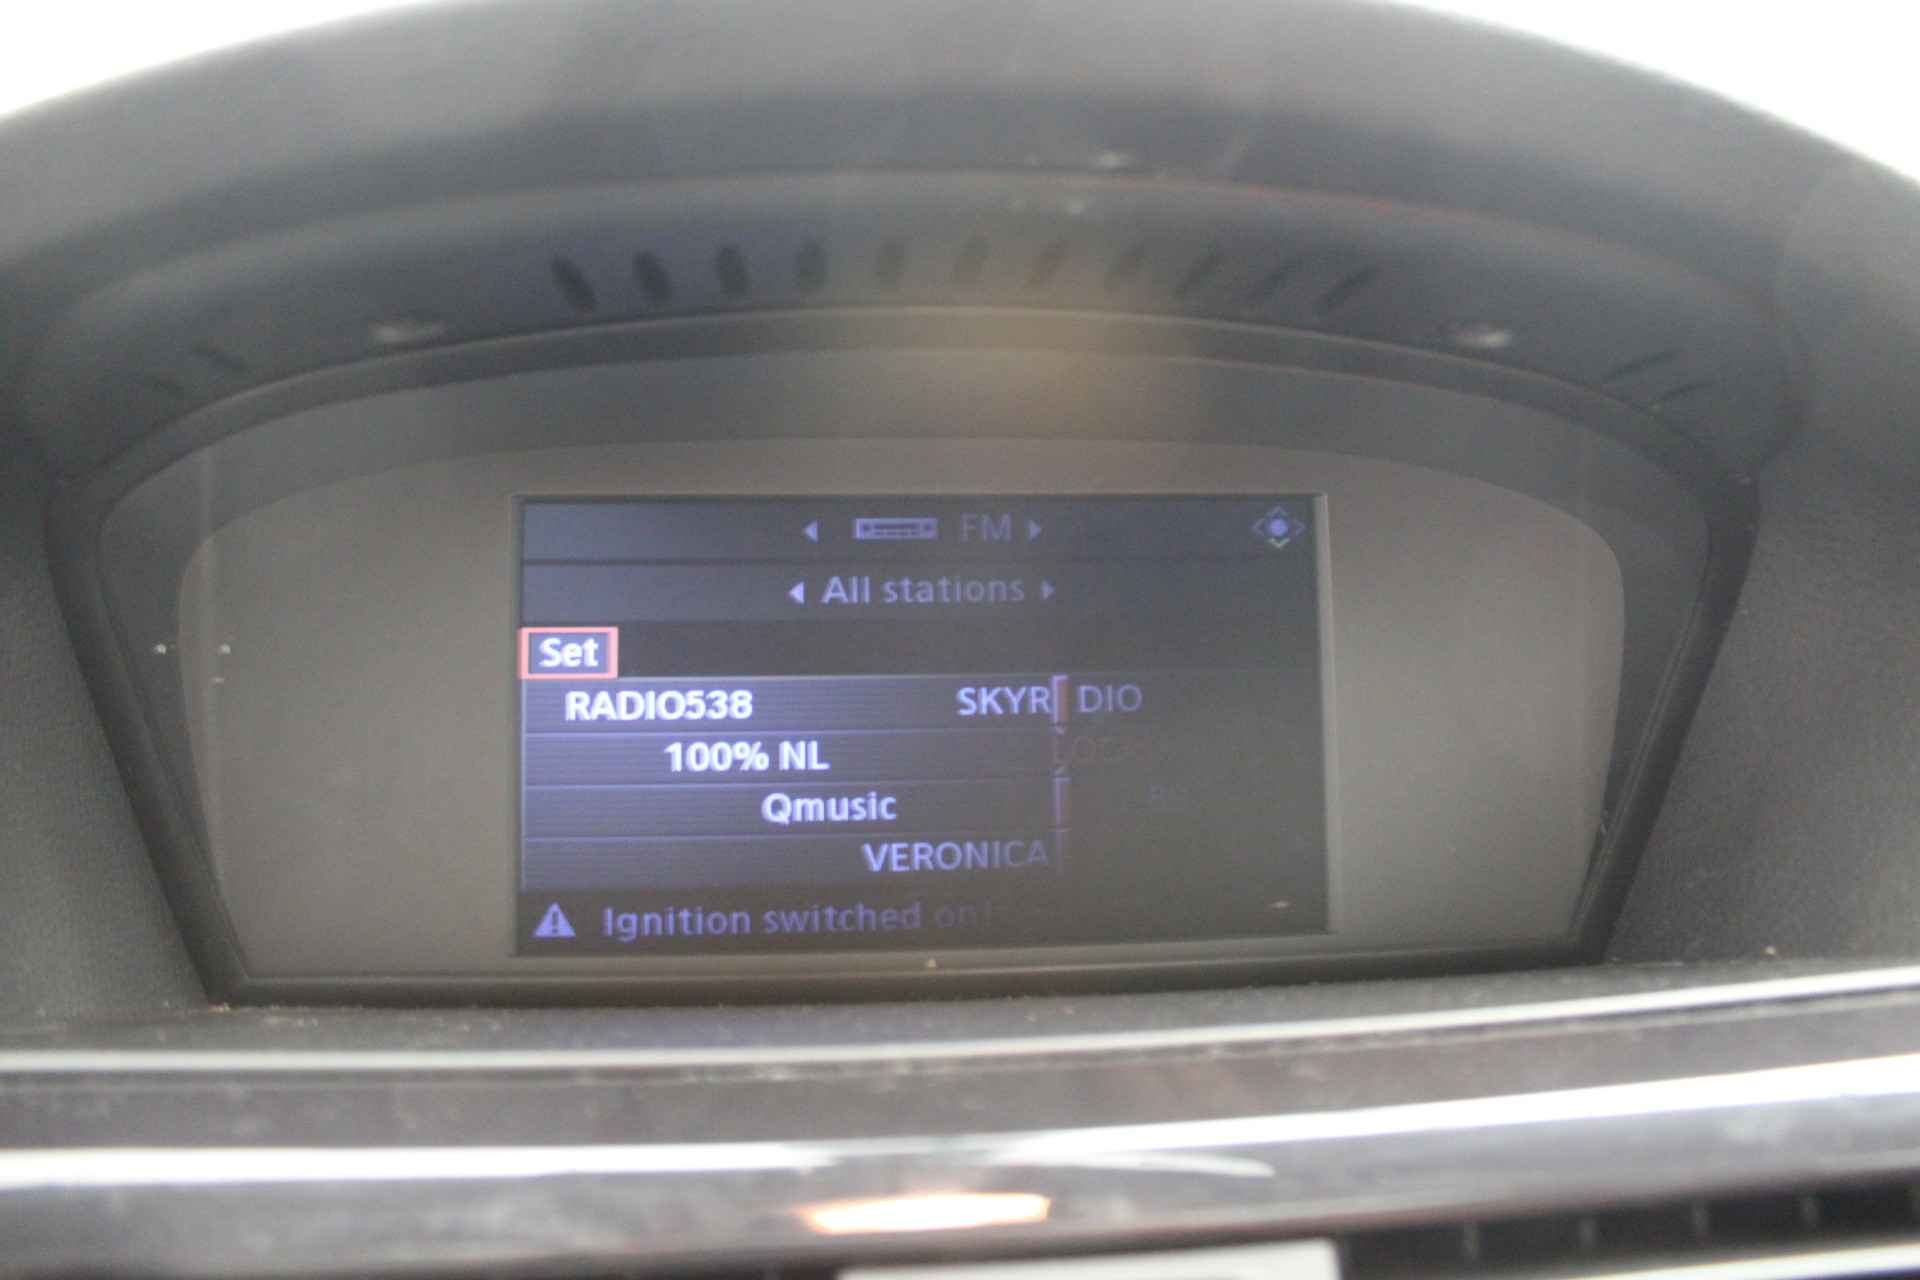 FM
All stations
Set
RADIO538 SKYR DIO
100% NL
Qmusic
VERONICA
Ignition switched on!